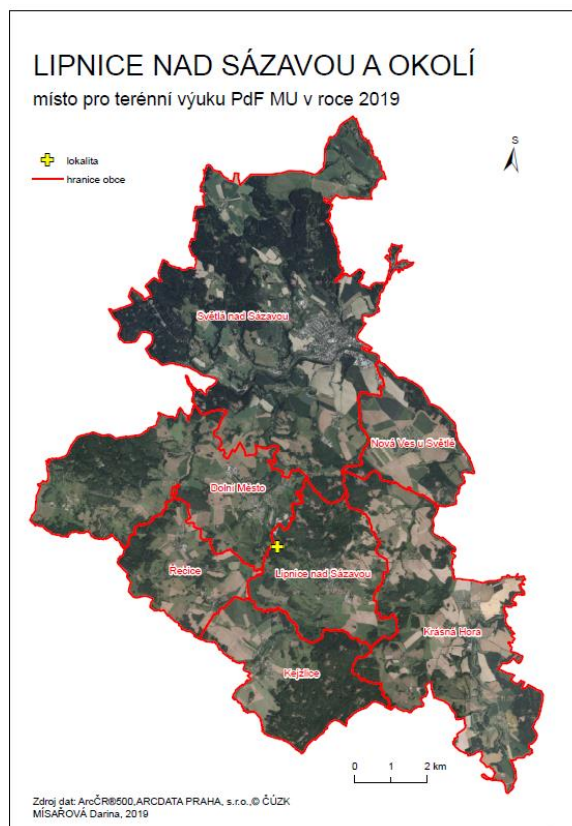 LIPNICE NAD SÁZAVOU A OKOLÍ
místo pro terénní výuku PdF MU v roce 2019
lokalita
hranice obce
S
Světlá nad Sázavou
Nová Ves u Světlé
Dolní Město
Řečice
Lipnice nad Sázavou
Krásná Hora
Kejžlice
0 1 2 km
Zdroj dat: ArcČR®500,ARCDATA PRAHA, s.r.o.,© ČÚZK
MÍSAŘOVÁ Darina, 2019